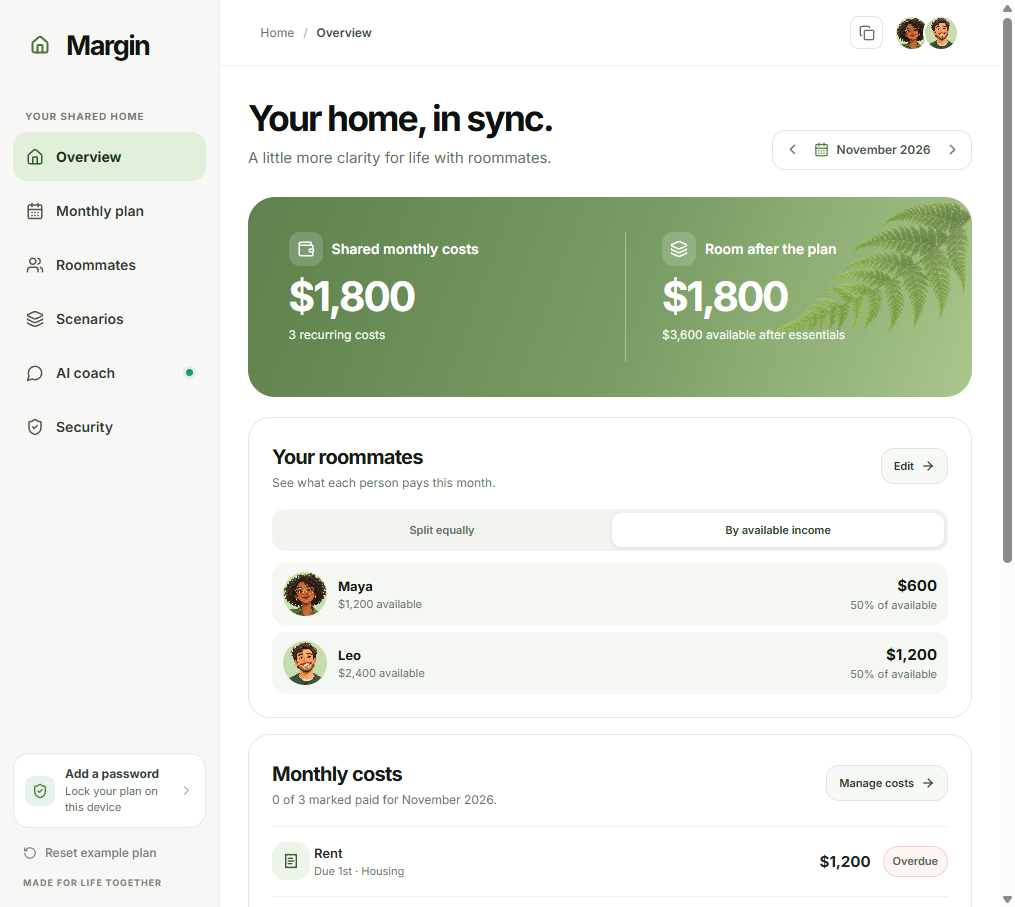 Margin
Home / Overview
YOUR SHARED HOME
Overview
Monthly plan
Roommates
Scenarios
AI coach
Security
Add a password
Lock your plan on
this device
Reset example plan
MADE FOR LIFE TOGETHER
Your home, in sync.
A little more clarity for life with roommates.
November 2026
Shared monthly costs
$1,800
3 recurring costs
Room after the plan
$1,800
$3,600 available after essentials
Your roommates
See what each person pays this month.
Edit
Split equally
By available income
Maya
$1,200 available
$600
50% of available
Leo
$2,400 available
$1,200
50% of available
Monthly costs
0 of 3 marked paid for November 2026.
Manage costs
Rent
Due 1st · Housing
$1,200
Overdue